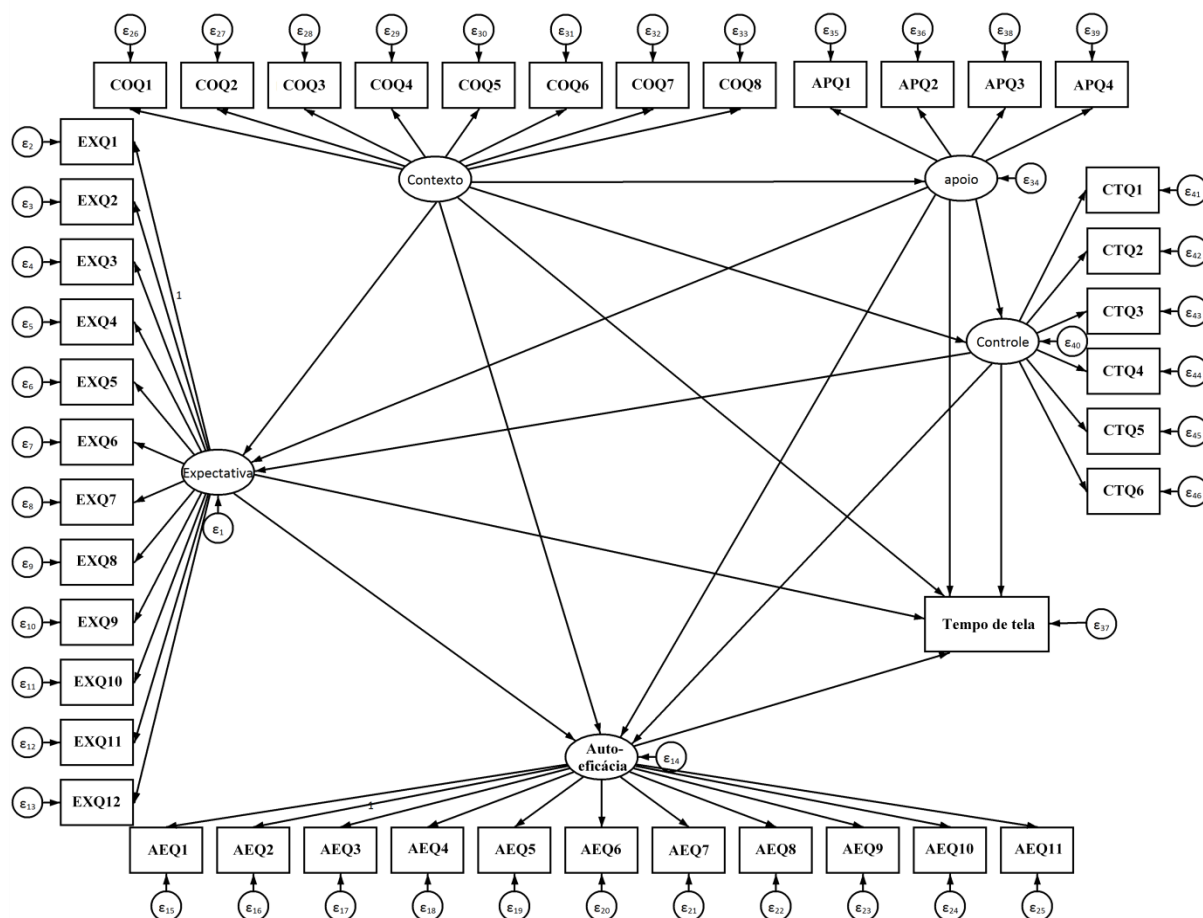 ε26 ε27 ε28 ε29 ε30 ε31 ε32 ε33 ε35 ε36 ε38 ε39
COQ1 COQ2 COQ3 COQ4 COQ5 COQ6 COQ7 COQ8 APQ1 APQ2 APQ3 APQ4
ε2 EXQ1
Contexto apoio ε34
CTQ1 ε41
ε3 EXQ2
CTQ2 ε42
ε4 EXQ3
1
CTQ3 ε43
ε5 EXQ4
Controle ε40
CTQ4 ε44
ε6 EXQ5
CTQ5 ε45
ε7 EXQ6
Expectativa
CTQ6 ε46
ε8 EXQ7
ε1
ε9 EXQ8
ε10 EXQ9
Tempo de tela ε37
ε11 EXQ10
ε12 EXQ11
Auto-
eficácia
ε14
ε13 EXQ12
1
AEQ1 AEQ2 AEQ3 AEQ4 AEQ5 AEQ6 AEQ7 AEQ8 AEQ9 AEQ10 AEQ11
ε15 ε16 ε17 ε18 ε19 ε20 ε21 ε22 ε23 ε24 ε25